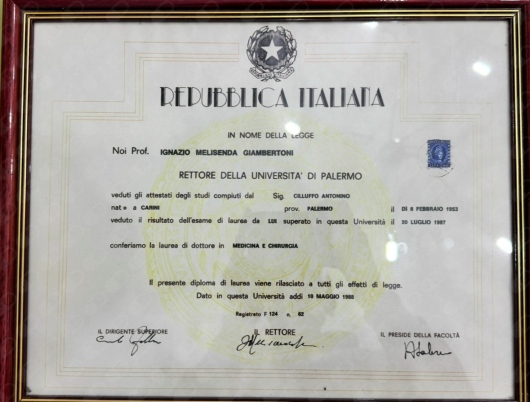 REPUBBLICA ITALIANA
IN NOME DELLA LEGGE
Noi Prof. IGNAZIO MELISENDA GIAMBERTONI
RETTORE DELLA UNIVERSITA' DI PALERMO
veduti gli attestati degli studi compiuti dal Sig. CILLUFFO ANTONINO
nat o a CARINI prov. PALERMO il DI 8 FEBBRAIO 1963
veduto il risultato dell'esame di laurea da LUI superato in questa Università il 25 LUGLIO 1987
conferiamo la laurea di dottore in MEDICINA E CHIRURGIA
Il presente diploma di laurea viene rilasciato a tutti gli effetti di legge.
Dato in questa Università addì 18 MAGGIO 1988
Registrato F 124 n. 62
IL DIRIGENTE SUPERIORE IL RETTORE IL PRESIDE DELLA FACOLTÀ